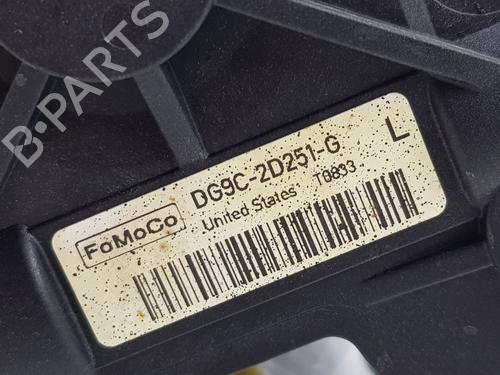 B-PARTS
FoMoCo
DG9C-2D251-G
L
United States T0833